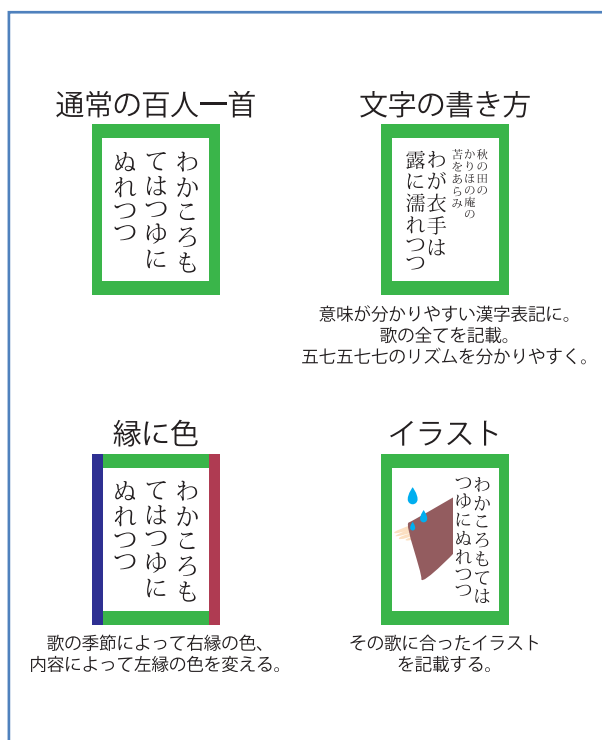 通常の百人一首
わかころも
てはつゆに
ぬれつつ
文字の書き方
秋の田の
かりほの庵の
苫をあらみ
わが衣手は
露に濡れつつ
意味が分かりやすい漢字表記に。
歌の全てを記載。
五七五七七のリズムを分かりやすく。
縁に色
わかころも
てはつゆに
ぬれつつ
歌の季節によって右縁の色、
内容によって左縁の色を変える。
イラスト
わかころもては
つゆにぬれつつ
その歌に合ったイラスト
を記載する。